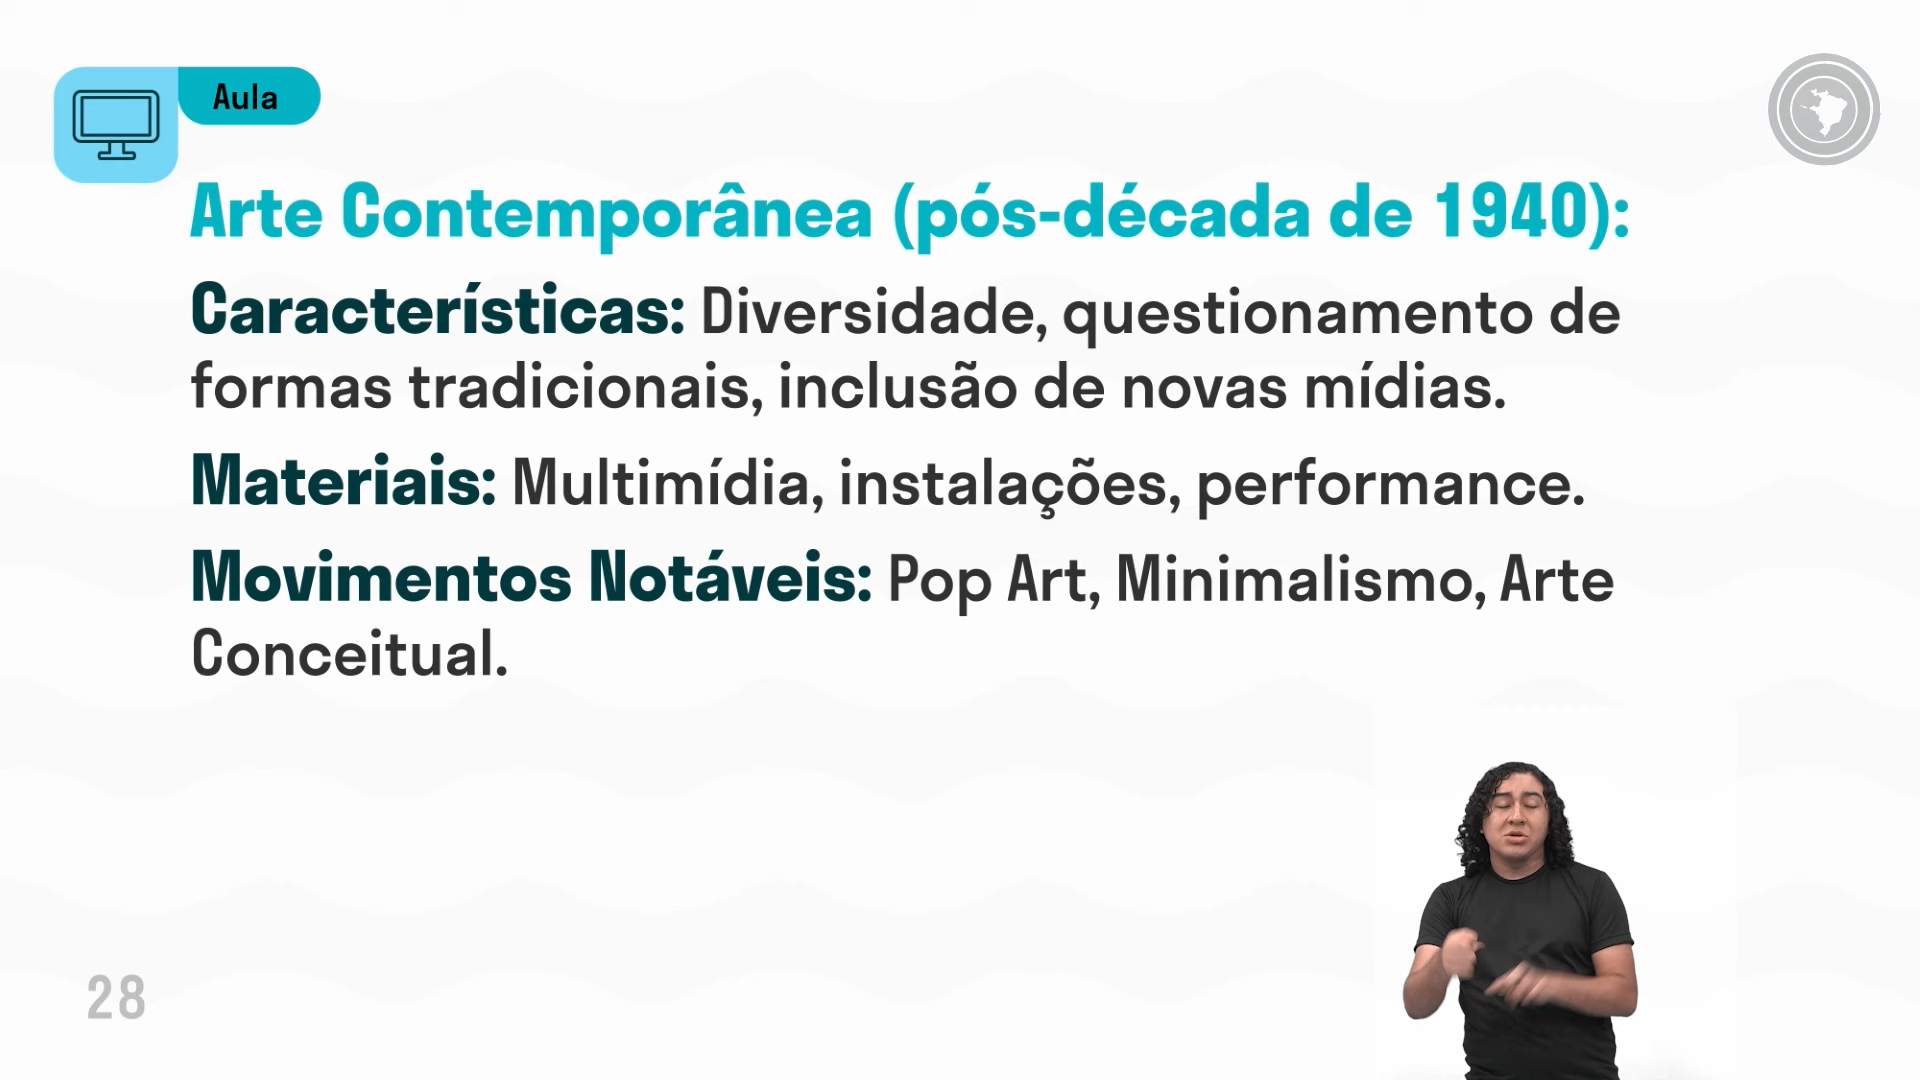 Aula
Arte Contemporânea (pós-década de 1940):
Características: Diversidade, questionamento de
formas tradicionais, inclusão de novas mídias.
Materiais: Multimídia, instalações, performance.
Movimentos Notáveis: Pop Art, Minimalismo, Arte
Conceitual.
28